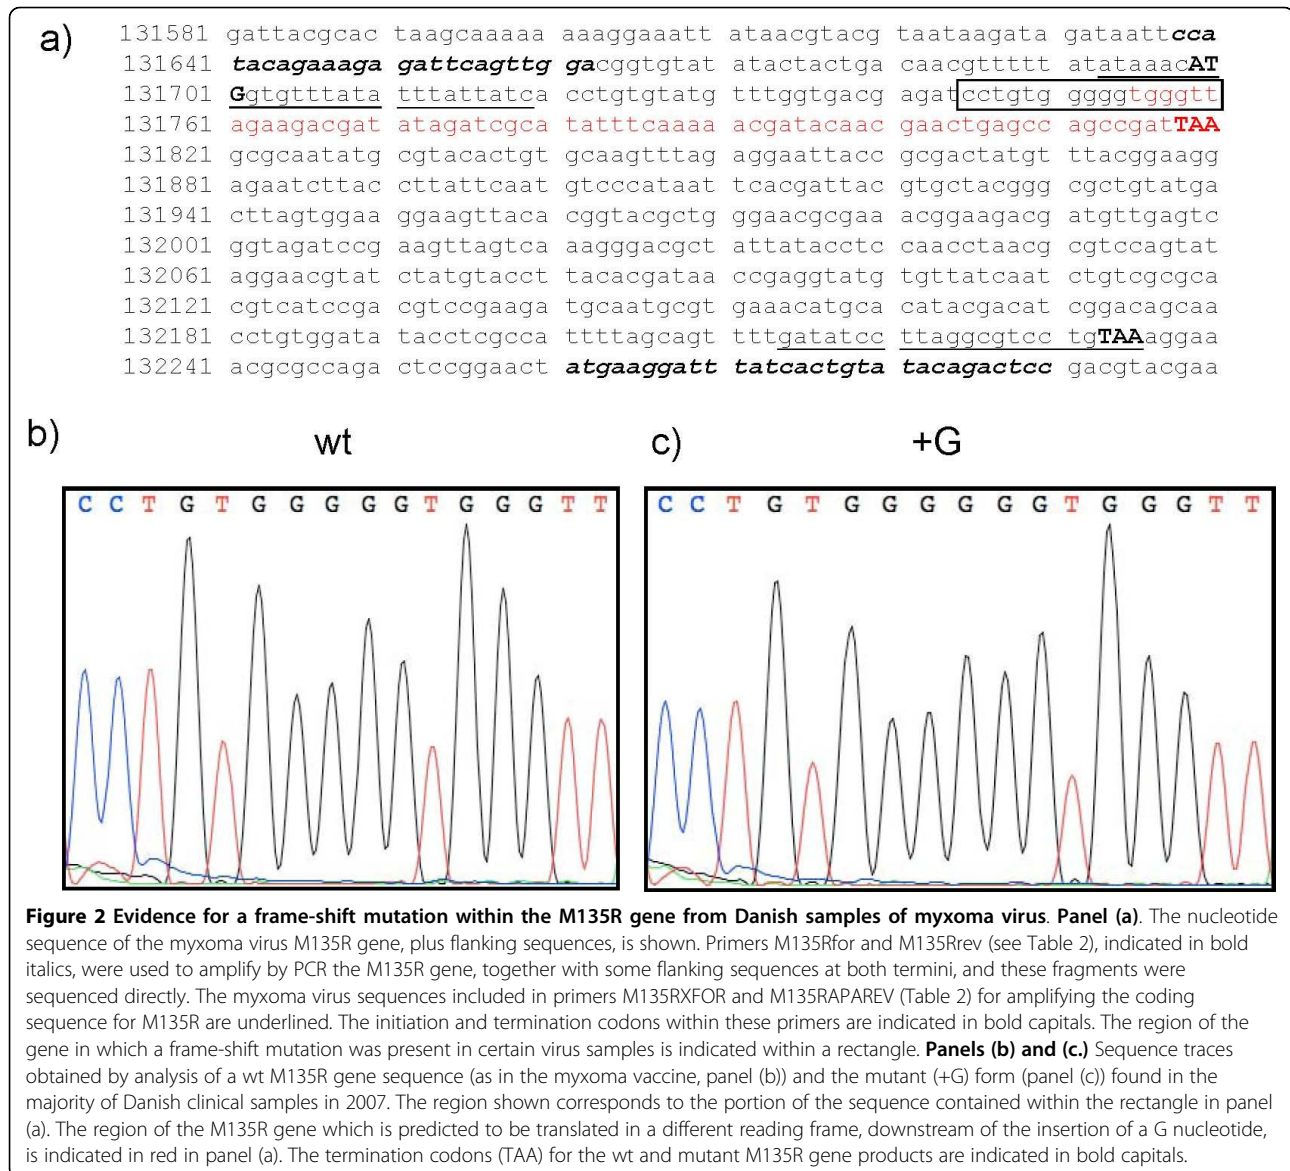 a)
131581 gattacgcac taagcaaaaa aaaggaaatt ataacgtacg taataagata gataattcca
131641 tacagaaaga gattcagttg gacggtgtat atactactga caacgttttt atataaacAT
131701 Ggtgtttata tttattatca cctgtgtatg tttggtgacg agatcctgtg ggggtgggtt
131761 agaagacgat atagatcgca tatttcaaaa acgatacaac gaactgagcc agccgatTAA
131821 gcgcaatatg cgtacactgt gcaagtttag aggaattacc gcgactatgt ttacggaagg
131881 agaatcttac cttattcaat gtcccataat tcacgattac gtgctacggg cgctgtatga
131941 cttagtggaa ggaagttaca cggtacgctg ggaacgcgaa acggaagacg atgttgagtc
132001 ggtagatccg aagttagtca aagggacgct attatacctc caacctaacg cgtccagtat
132061 aggaacgtat ctatgtacct tacacgataa ccgaggtatg tgttatcaat ctgtcgcgca
132121 cgtcatccga cgtccgaaga tgcaatgcgt gaaacatgca catacgacat cggacagcaa
132181 cctgtggata tacctcgcca ttttagcagt tttgatatcc ttaggcgtcc tgTAAaggaa
132241 acgcgccaga ctccggaact atgaaggatt tatcactgta tacagactcc gacgtacgaa
b) wt
c) +G
C C T G T G G G G G T G G G T T
C C T G T G G G G G G T G G G T T
Figure 2 Evidence for a frame-shift mutation within the M135R gene from Danish samples of myxoma virus. Panel (a). The nucleotide
sequence of the myxoma virus M135R gene, plus flanking sequences, is shown. Primers M135Rfor and M135Rrev (see Table 2), indicated in bold
italics, were used to amplify by PCR the M135R gene, together with some flanking sequences at both termini, and these fragments were
sequenced directly. The myxoma virus sequences included in primers M135RXFOR and M135RAPAREV (Table 2) for amplifying the coding
sequence for M135R are underlined. The initiation and termination codons within these primers are indicated in bold capitals. The region of the
gene in which a frame-shift mutation was present in certain virus samples is indicated within a rectangle. Panels (b) and (c.) Sequence traces
obtained by analysis of a wt M135R gene sequence (as in the myxoma vaccine, panel (b)) and the mutant (+G) form (panel (c)) found in the
majority of Danish clinical samples in 2007. The region shown corresponds to the portion of the sequence contained within the rectangle in panel
(a). The region of the M135R gene which is predicted to be translated in a different reading frame, downstream of the insertion of a G nucleotide,
is indicated in red in panel (a). The termination codons (TAA) for the wt and mutant M135R gene products are indicated in bold capitals.